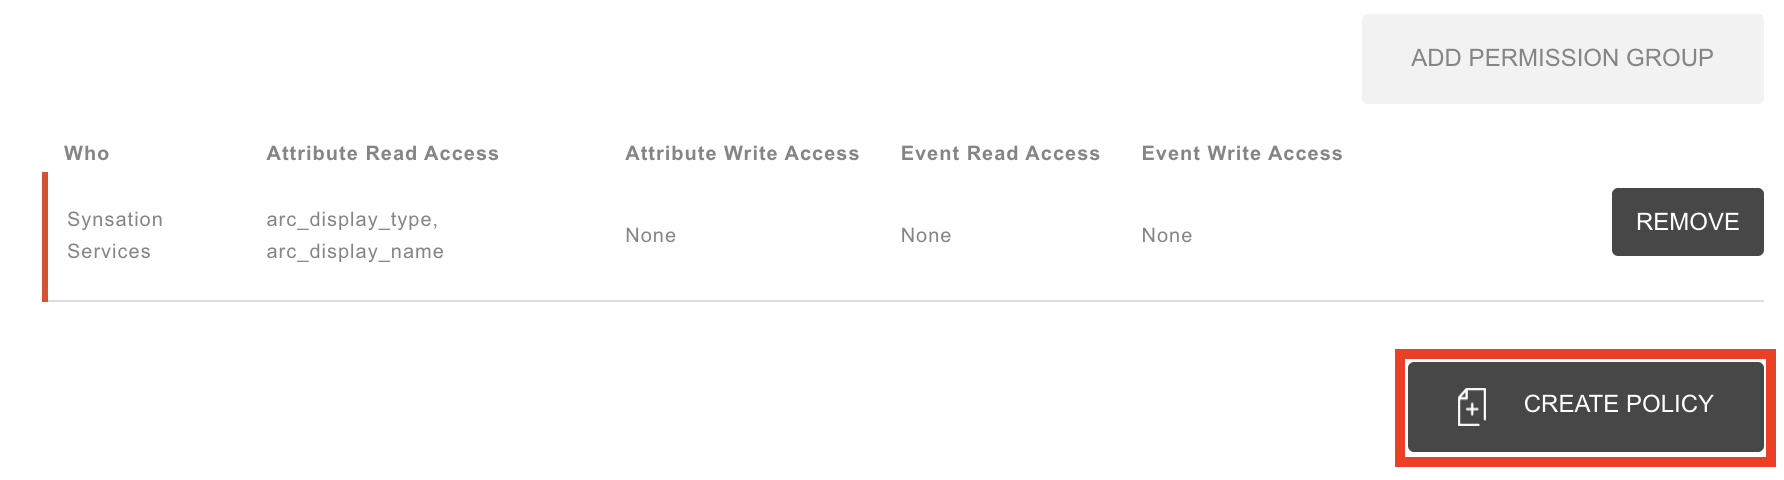 ADD PERMISSION GROUP
Who Attribute Read Access Attribute Write Access Event Read Access Event Write Access
Synsation Services arc_display_type, arc_display_name None None None REMOVE
CREATE POLICY